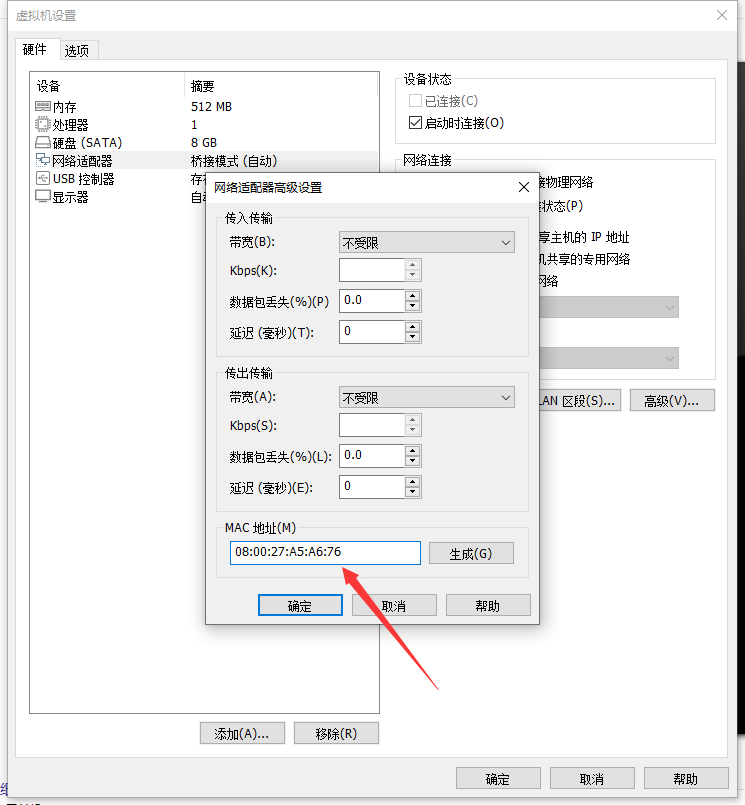 虚拟机设置
硬件 选项
设备 摘要
内存 512 MB
处理器 1
硬盘 (SATA) 8 GB
网络适配器 桥接模式 (自动)
USB 控制器 存
显示器 自
设备状态
已连接(C)
启动时连接(O)
网络连接
接物理网络
状态(P)
享主机的 IP 地址
机共享的专用网络
网络
LAN 区段(S)...
高级(V)...
网络适配器高级设置
传入传输
带宽(B): 不受限
Kbps(K):
数据包丢失(%)(P) 0.0
延迟 (毫秒)(T): 0
传出传输
带宽(A): 不受限
Kbps(S):
数据包丢失(%)(L): 0.0
延迟 (毫秒)(E): 0
MAC 地址(M)
08:00:27:A5:A6:76 生成(G)
确定 取消 帮助
添加(A)... 移除(R)
确定 取消 帮助